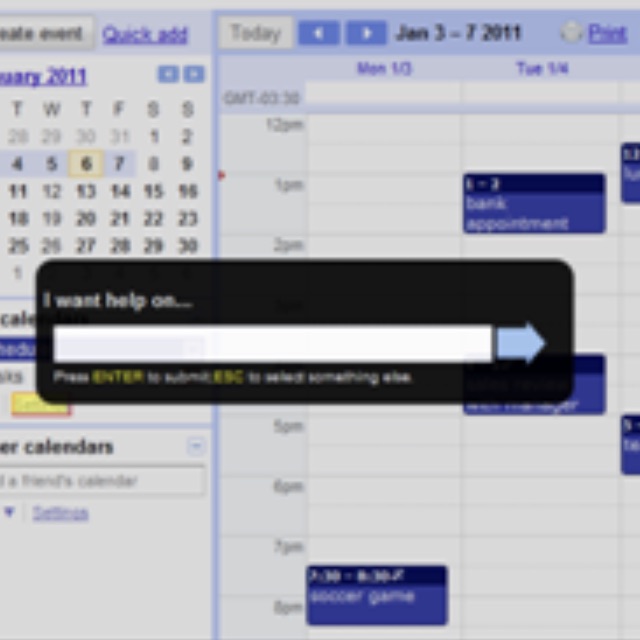 eate event Quick add
Today Jan 3 – 7 2011 Print
uary 2011
Mon 1/3 Tue 1/4
T W T F S S
GMT-03:30
28 29 30 31 1 2
12pm
4 5 6 7 8 9
1pm
11 12 13 14 15 16
1 – 2
bank
appointment
18 19 20 21 22 23
2pm
25 26 27 28 29 30
1
I want help on...
cale
hedu
Press ENTER to submit;ESC to select something else.
sks
with manager
er calendars
5pm
d a friend's calendar
6pm
Settings
7pm
7:30 – 8:30
soccer game
8pm